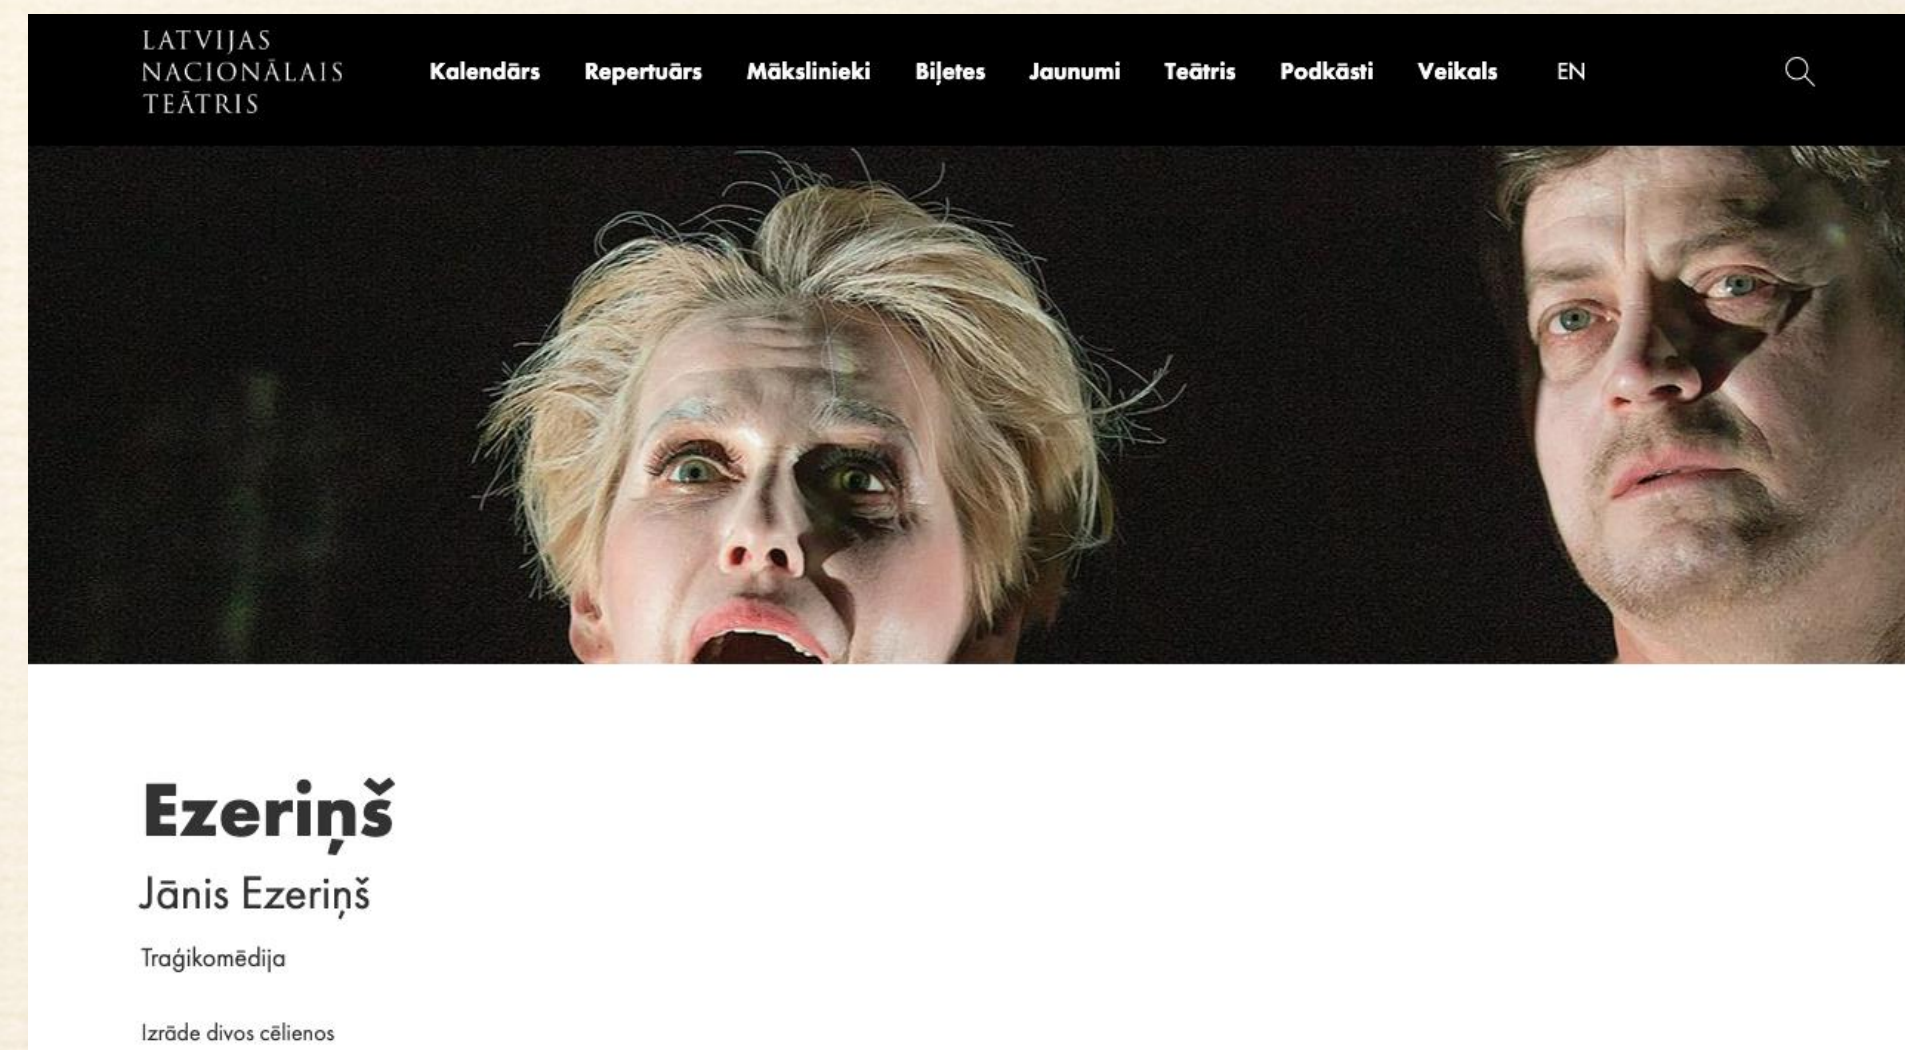 LATVIJAS
NACIONĀLAIS
TEĀTRIS
Kalendārs Repertuārs Mākslinieki Biļetes Jaunumi Teātris Podkāsti Veikals EN
Ezeriņš
Jānis Ezeriņš
Traģikomēdija
Izrāde divos cēlienos